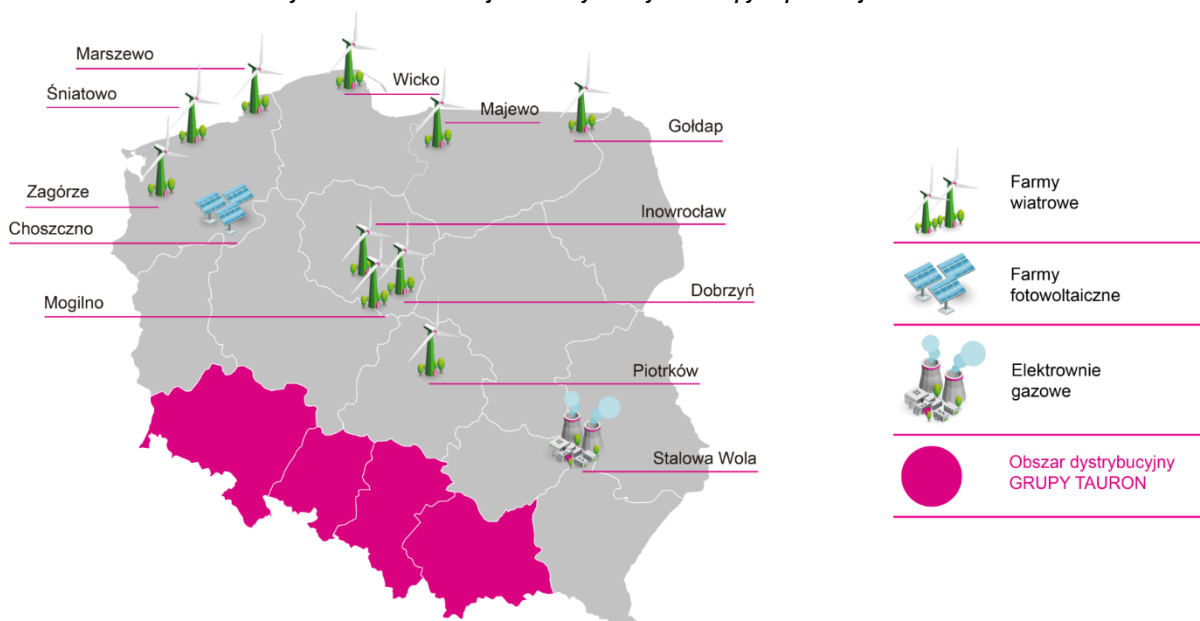 Marszewo
Śniatowo
Wicko
Majewo
Gołdap
Zagórze
Choszczno
Inowrocław
Mogilno
Dobrzyń
Piotrków
Stalowa Wola
Farmy
wiatrowe
Farmy
fotowoltaiczne
Elektrownie
gazowe
Obszar dystrybucyjny
GRUPY TAURON